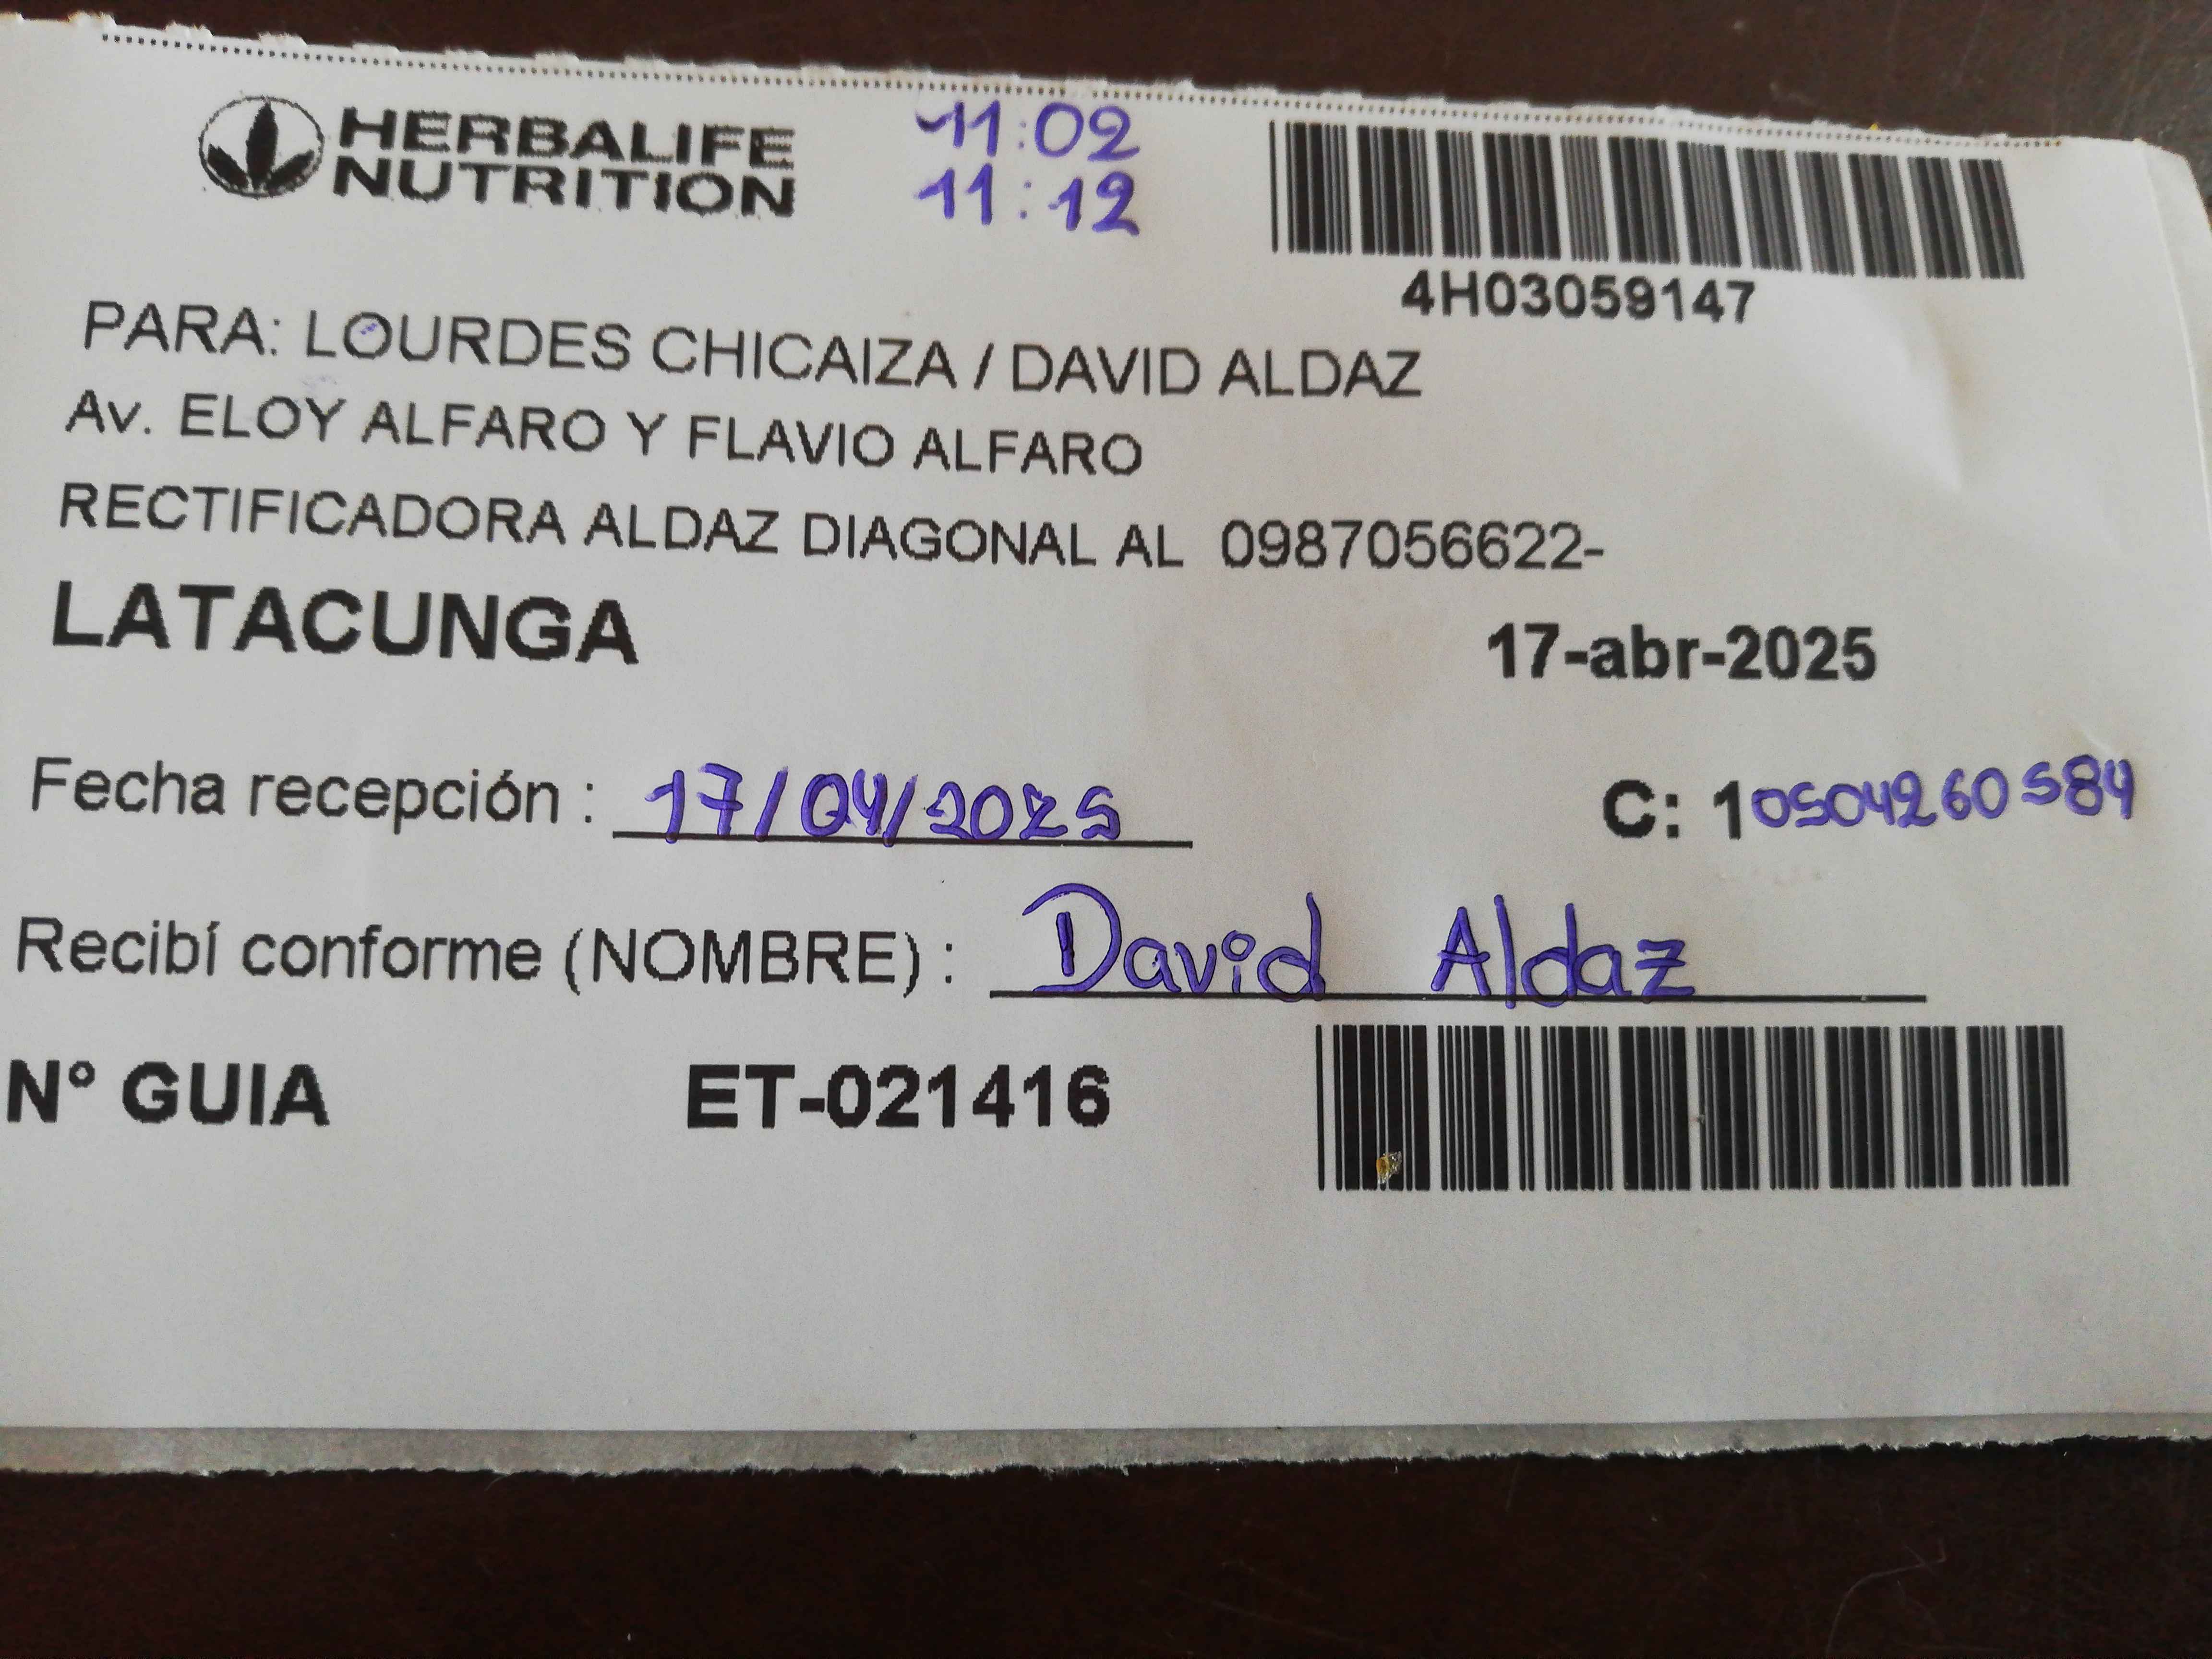 HERBALIFE
NUTRITION
11:02
11:12
4H03059147
PARA: LOURDES CHICAIZA / DAVID ALDAZ
Av. ELOY ALFARO Y FLAVIO ALFARO
RECTIFICADORA ALDAZ DIAGONAL AL 0987056622-
LATACUNGA
17-abr-2025
Fecha recepción : 17/04/2025
C: 1 0504260584
Recibí conforme (NOMBRE) : David Aldaz
N° GUIA ET-021416